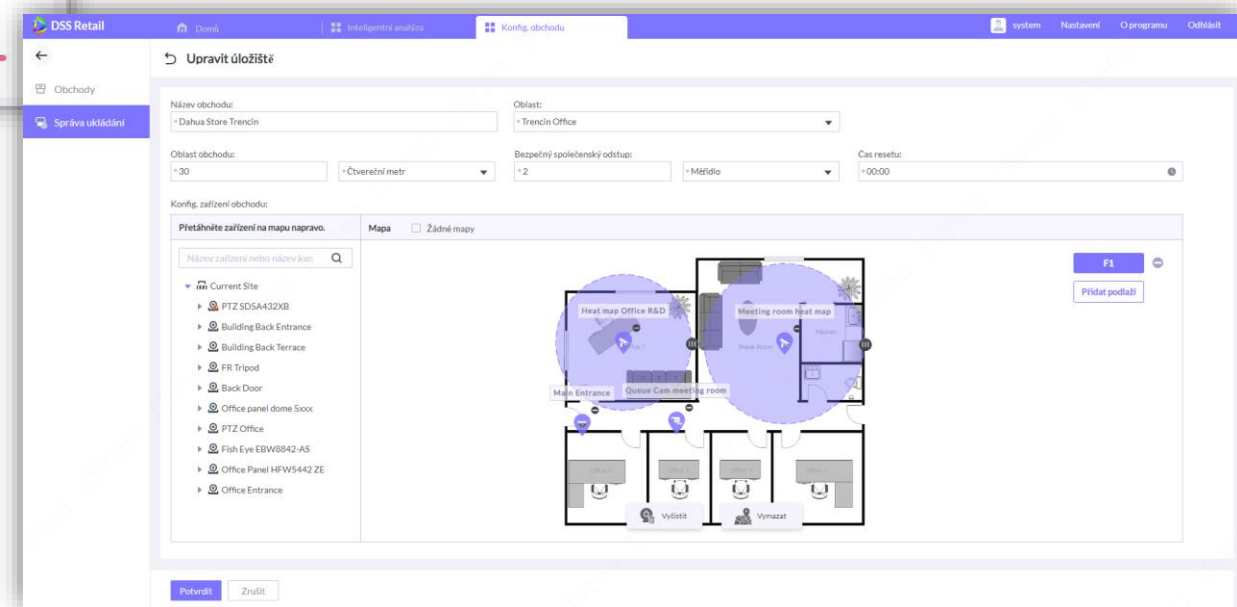 DSS Retail
Domů
Inteligentní analýza
Konfig. obchodu
system
Nastavení
O programu
Odhlásit
Upravit úložiště
Obchody
Správa ukládání
Název obchodu:
* Dahua Store Trencin
Oblast:
* Trencin Office
Oblast obchodu:
* 30
* Čtvereční metr
Bezpečný společenský odstup:
* 2
* Měřidlo
Čas resetu:
* 00:00
Konfig. zařízení obchodu:
Přetáhněte zařízení na mapu napravo.
Mapa
Žádné mapy
Název zařízení nebo název kan
Current Site
PTZ SD5A432XB
Building Back Entrance
Building Back Terrace
FR Tripod
Back Door
Office panel dome 5xxx
PTZ Office
Fish Eye EBW8842-AS
Office Panel HFW5442 ZE
Office Entrance
Heat map Office R&D
Meeting room heat map
Kitchen
Break Room
Main Entrance
Queue Cam meeting room
Vyčistit
Vymazat
F1
Přidat podlaží
Potvrdit
Zrušit